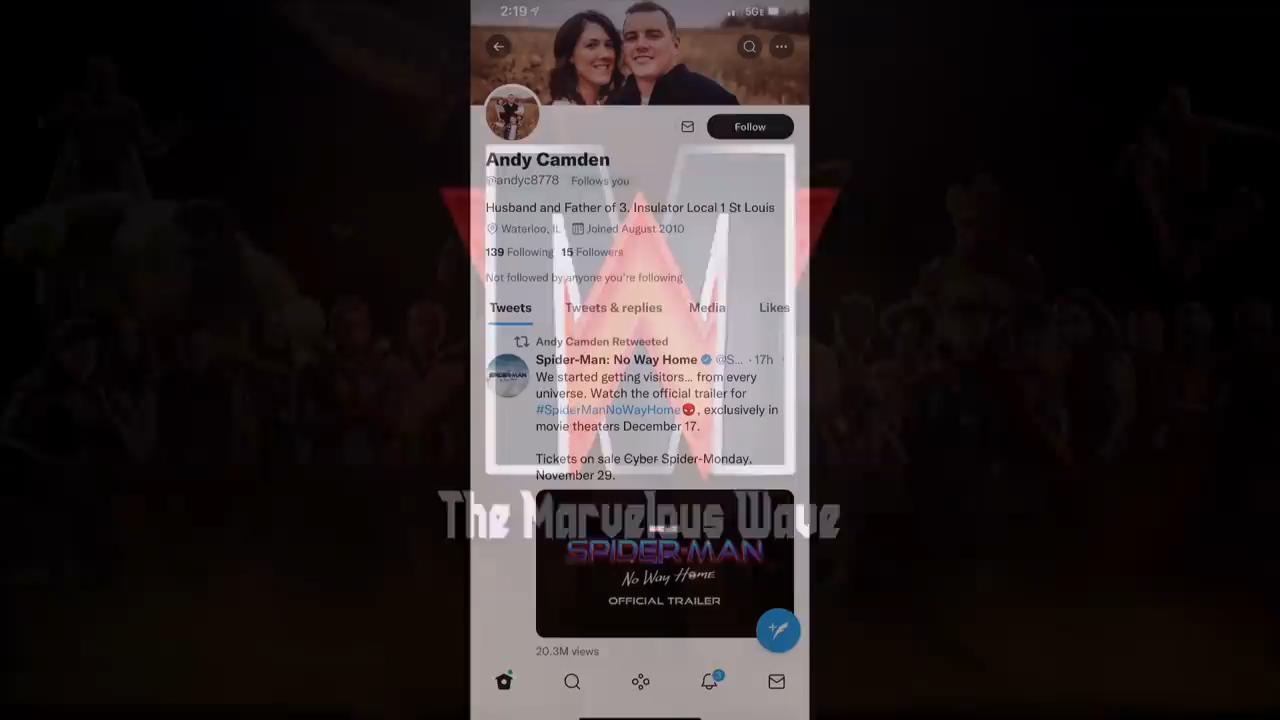 2:19
5GE
Follow
Andy Camden
@andyc8778 Follows you
Husband and Father of 3. Insulator Local 1 St Louis
Waterloo, IL Joined August 2010
139 Following 15 Followers
Not followed by anyone you're following
Tweets Tweets & replies Media Likes
Andy Camden Retweeted
Spider-Man: No Way Home @S... · 17h
We started getting visitors... from every
universe. Watch the official trailer for
#SpiderManNoWayHome, exclusively in
movie theaters December 17.
Tickets on sale Cyber Spider-Monday,
November 29.
The Marvelous Wave
SPIDER-MAN
No Way Home
OFFICIAL TRAILER
20.3M views
3